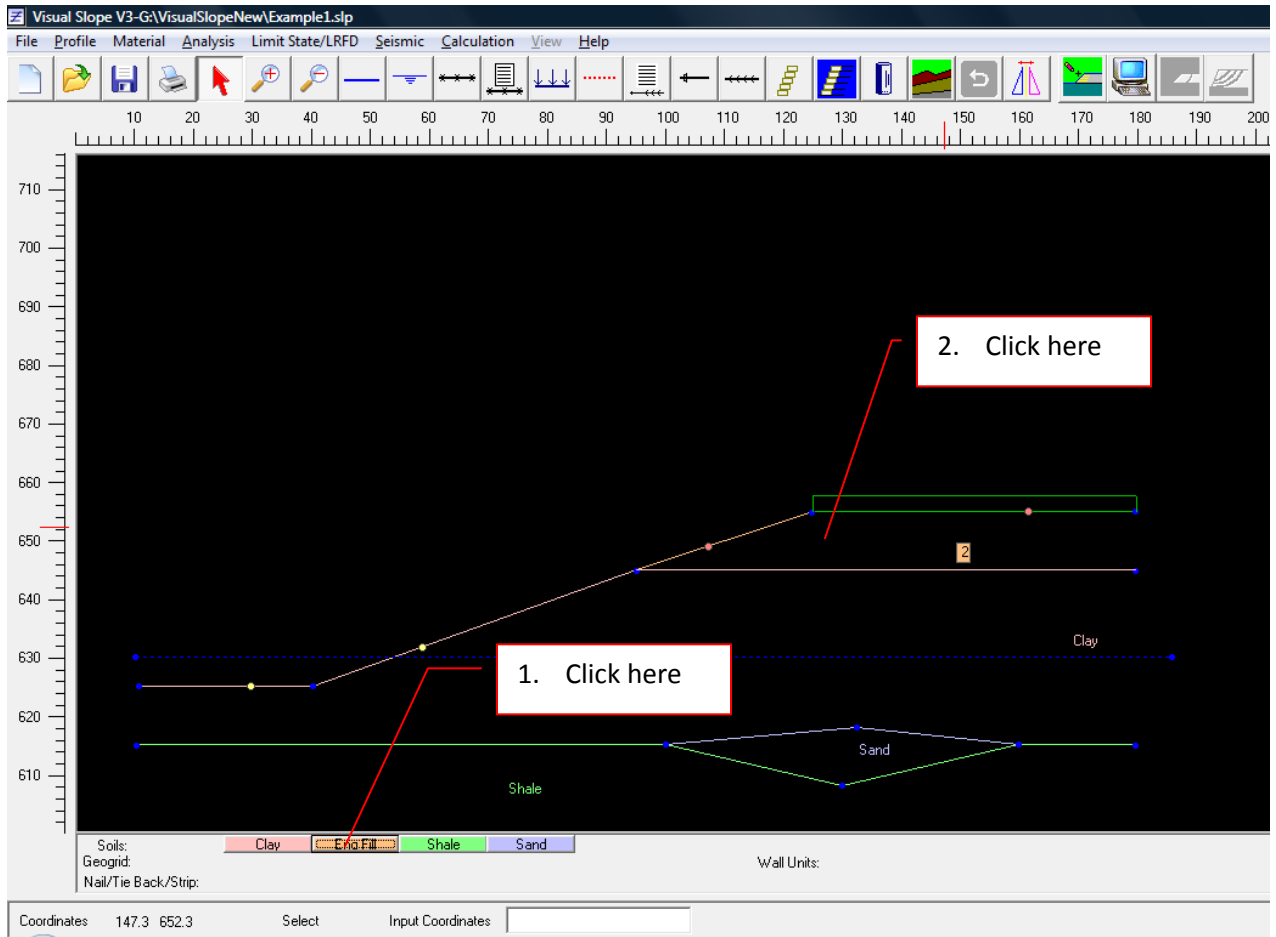 Visual Slope V3-G:\VisualSlopeNew\Example1.slp
File Profile Material Analysis Limit State/LRFD Seismic Calculation View Help
10 20 30 40 50 60 70 80 90 100 110 120 130 140 150 160 170 180 190 200
710
700
690
680
670
660
650
640
630
620
610
2. Click here
2
Clay
1. Click here
Sand
Shale
Soils: Clay Eng.Fill Shale Sand
Geogrid: Wall Units:
Nail/Tie Back/Strip:
Coordinates 147.3 652.3 Select Input Coordinates